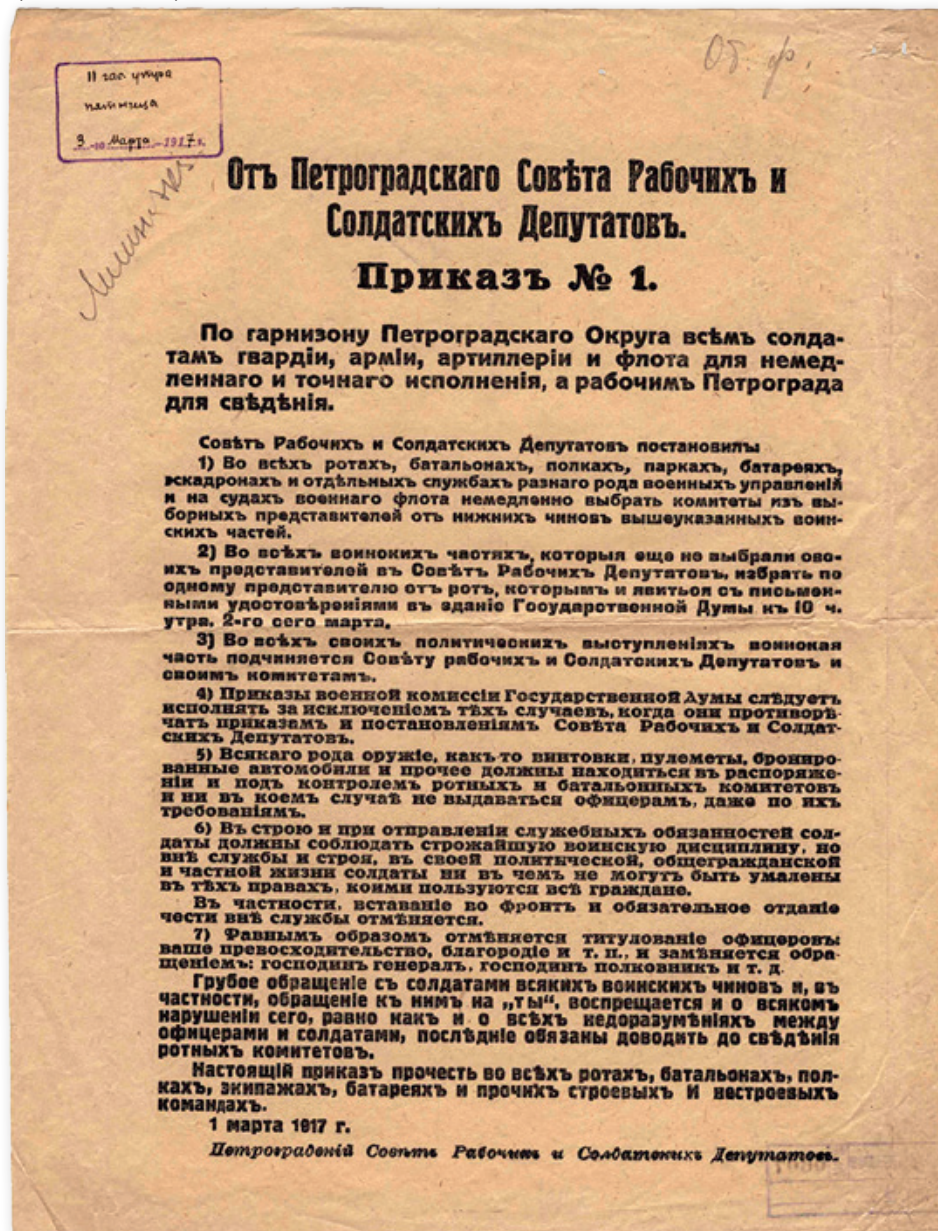 11 час утра
пятница
3 го Марта 1917 г.
Об. ф.
Отъ Петроградскаго Совѣта Рабочихъ и
Солдатскихъ Депутатовъ.
Приказъ № 1.
По гарнизону Петроградскаго Округа всѣмъ солда-
тамъ гвардіи, арміи, артиллеріи и флота для немед-
леннаго и точнаго исполненія, а рабочимъ Петрограда
для свѣдѣнія.
Совѣтъ Рабочихъ и Солдатскихъ Депутатовъ постановилъ:
1) Во всѣхъ ротахъ, батальонахъ, полкахъ, паркахъ, батареяхъ,
эскадронахъ и отдѣльныхъ службахъ разнаго рода военныхъ управленій
и на судахъ военнаго флота немедленно выбрать комитеты изъ вы-
борныхъ представителей отъ нижнихъ чиновъ вышеуказанныхъ воин-
скихъ частей.
2) Во всѣхъ воинскихъ частяхъ, которыя еще не выбрали сво-
ихъ представителей въ Совѣтъ Рабочихъ Депутатовъ, избрать по
одному представителю отъ ротъ, которымъ и явиться съ письмен-
ными удостовѣреніями въ зданіе Государственной Думы къ 10 ч.
утра, 2-го сего марта.
3) Во всѣхъ своихъ политическихъ выступленіяхъ воинская
часть подчиняется Совѣту рабочихъ и Солдатскихъ Депутатовъ и
своимъ комитетамъ.
4) Приказы военной комиссіи Государственной Думы слѣдуетъ
исполнять за исключеніемъ тѣхъ случаевъ, когда они противорѣ-
чатъ приказам и постановленіямъ Совѣта Рабочихъ и Солдат-
скихъ Депутатовъ.
5) Всякаго рода оружіе, какъ-то винтовки, пулеметы, брониро-
ванные автомобили и прочее должны находиться въ распоряже-
ніи и подъ контролемъ ротныхъ и батальонныхъ комитетовъ
и ни въ коемъ случаѣ не выдаваться офицерамъ, даже по ихъ
требованіямъ.
6) Въ строю и при отправленіи служебныхъ обязанностей сол-
даты должны соблюдать строжайшую воинскую дисциплину, но
внѣ службы и строя, въ своей политической, общегражданской
и частной жизни солдаты ни въ чемъ не могутъ быть умалены
въ тѣхъ правахъ, коими пользуются всѣ граждане.
Въ частности, вставаніе во фронтъ и обязательное отданіе
чести внѣ службы отмѣняется.
7) Равнымъ образомъ отмѣняется титулованіе офицеровъ:
ваше превосходительство, благородіе и т. п., и замѣняется обра-
щеніемъ: господинъ генералъ, господинъ полковникъ и т. д.
Грубое обращеніе съ солдатами всякихъ воинскихъ чиновъ и, въ
частности, обращеніе къ нимъ на „ты“, воспрещается и о всякомъ
нарушеніи сего, равно какъ и о всѣхъ недоразумѣніяхъ между
офицерами и солдатами, послѣдніе обязаны доводить до свѣдѣнія
ротныхъ комитетовъ.
Настоящій приказъ прочесть во всѣхъ ротахъ, батальонахъ, пол-
кахъ, экипажахъ, батареяхъ и прочихъ строевыхъ и нестроевыхъ
командахъ.
1 марта 1917 г.
Петроградскій Совѣтъ Рабочихъ и Солдатскихъ Депутатовъ.